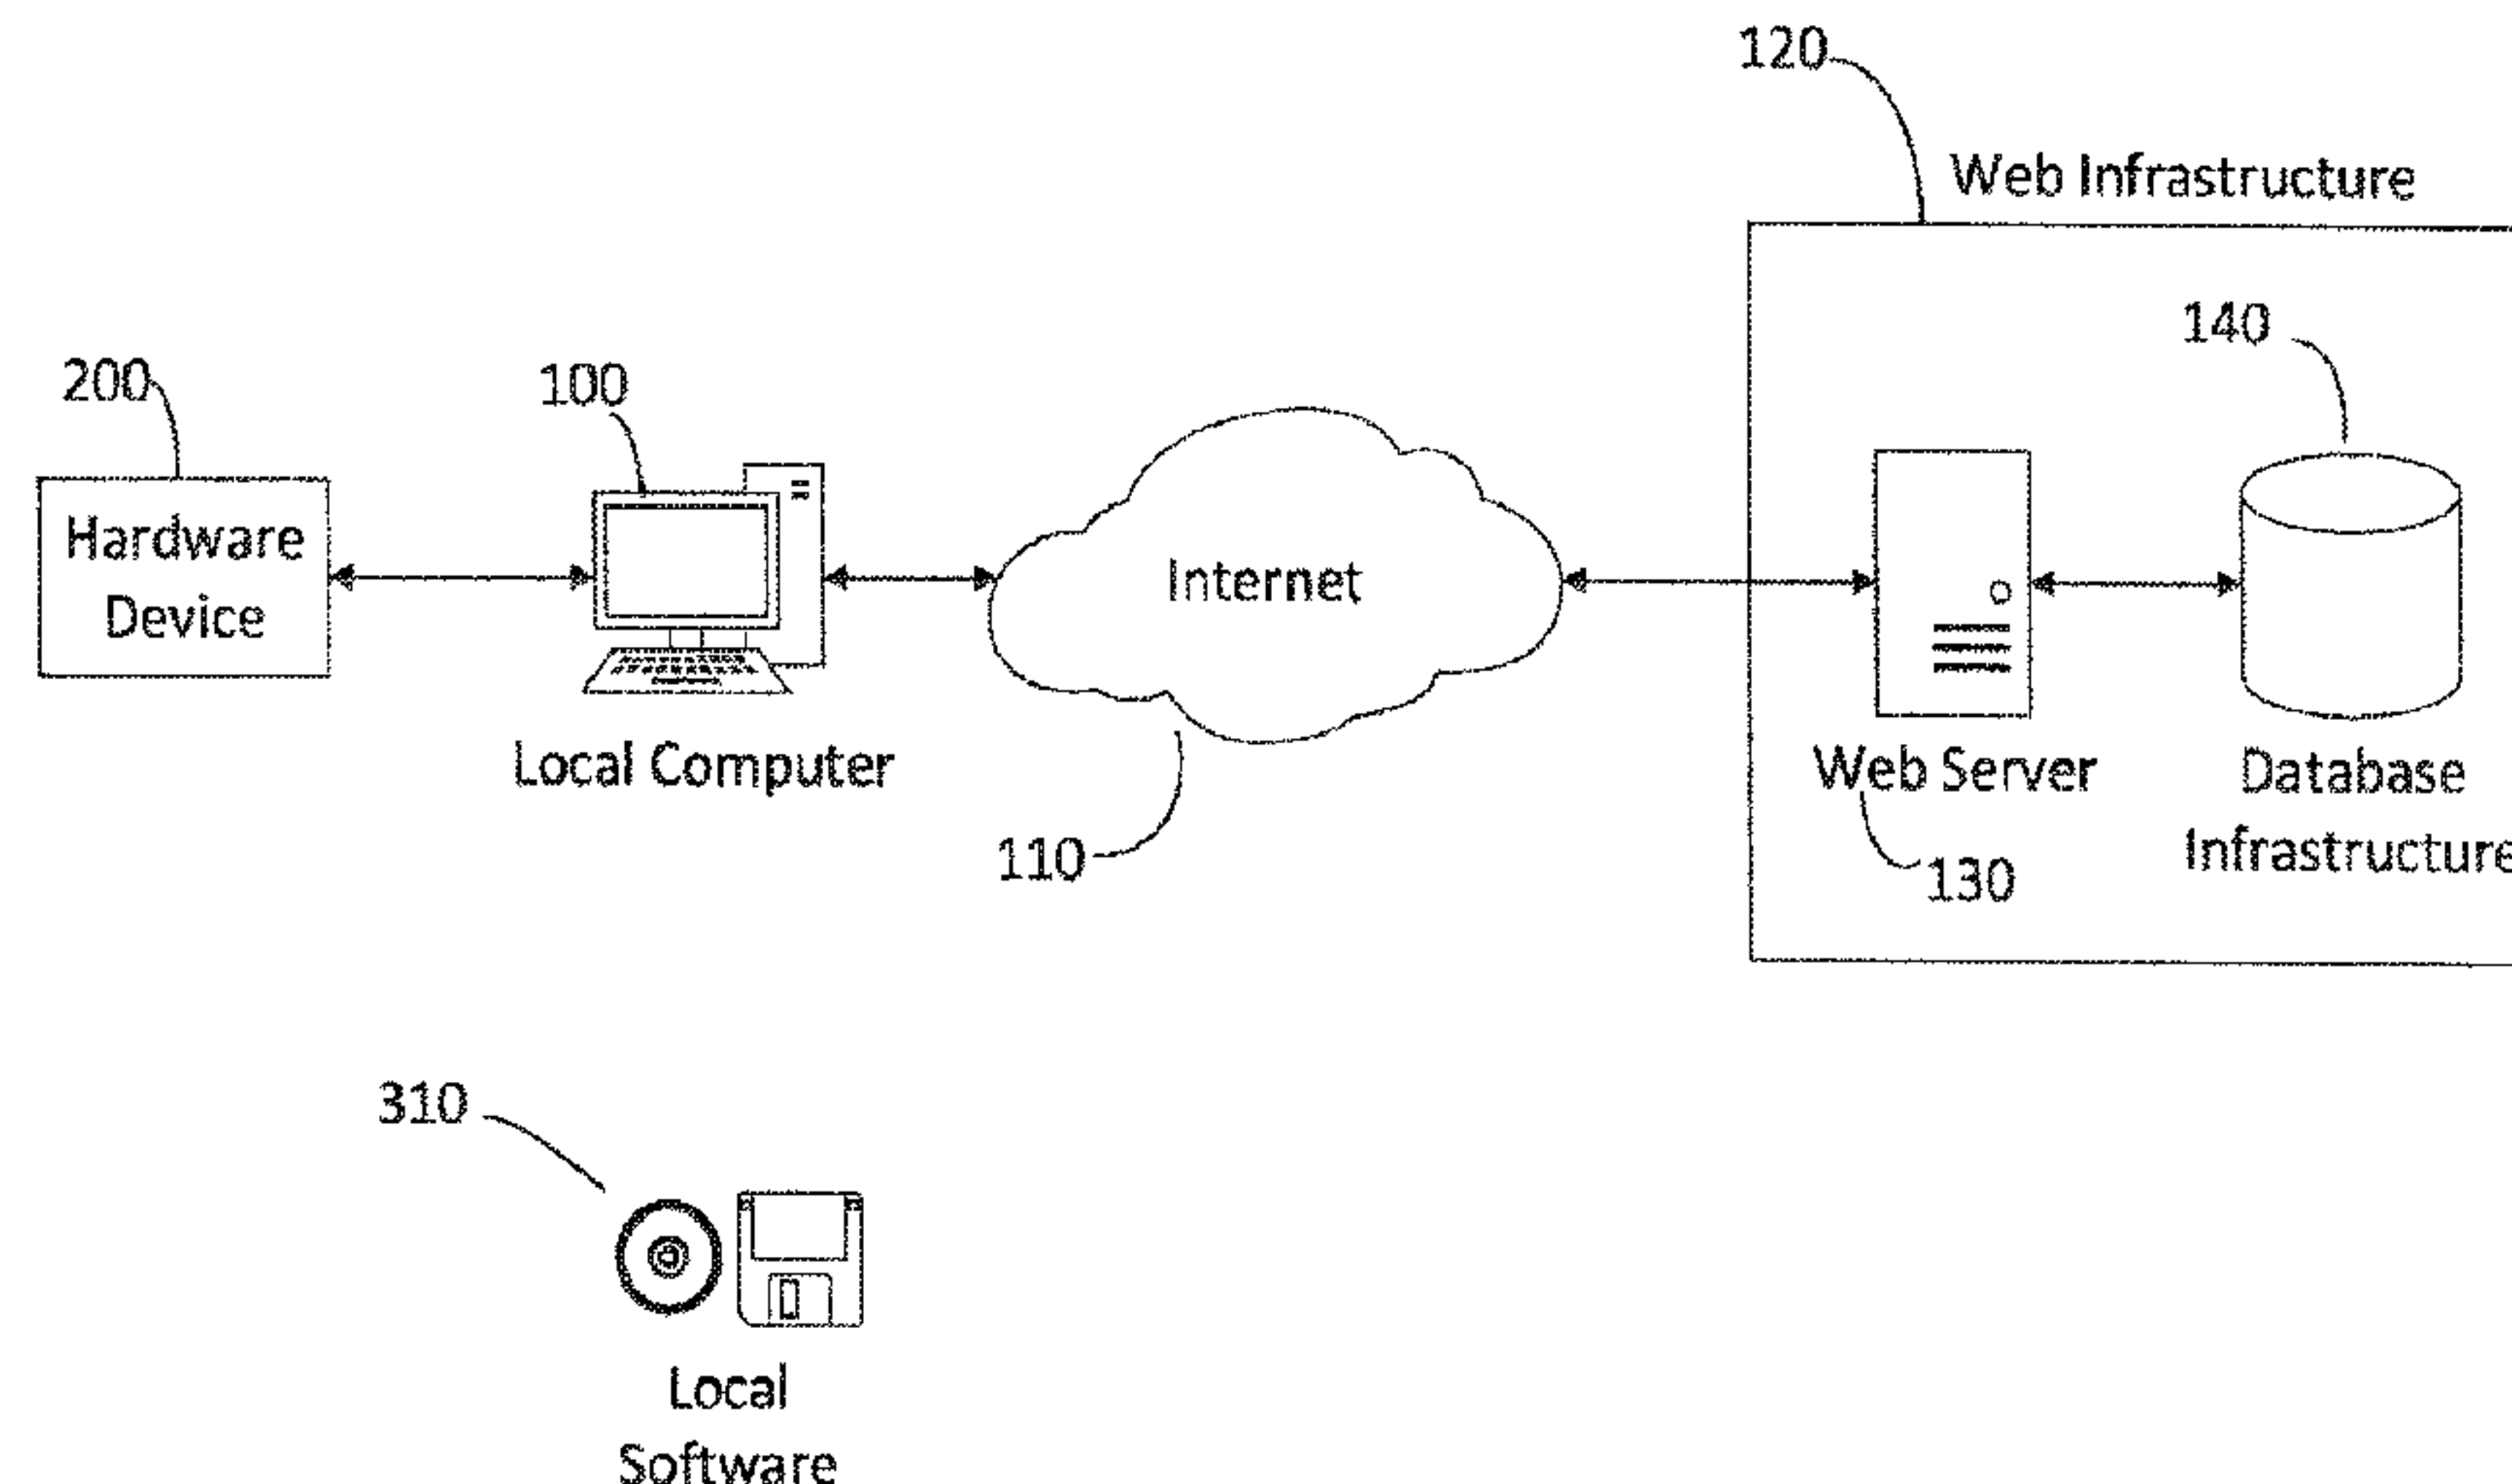 120
Web Infrastructure
140
200
100
Hardware
Device
Internet
Local Computer
Web Server
Database
Infrastructure
110
130
310
Local
Software